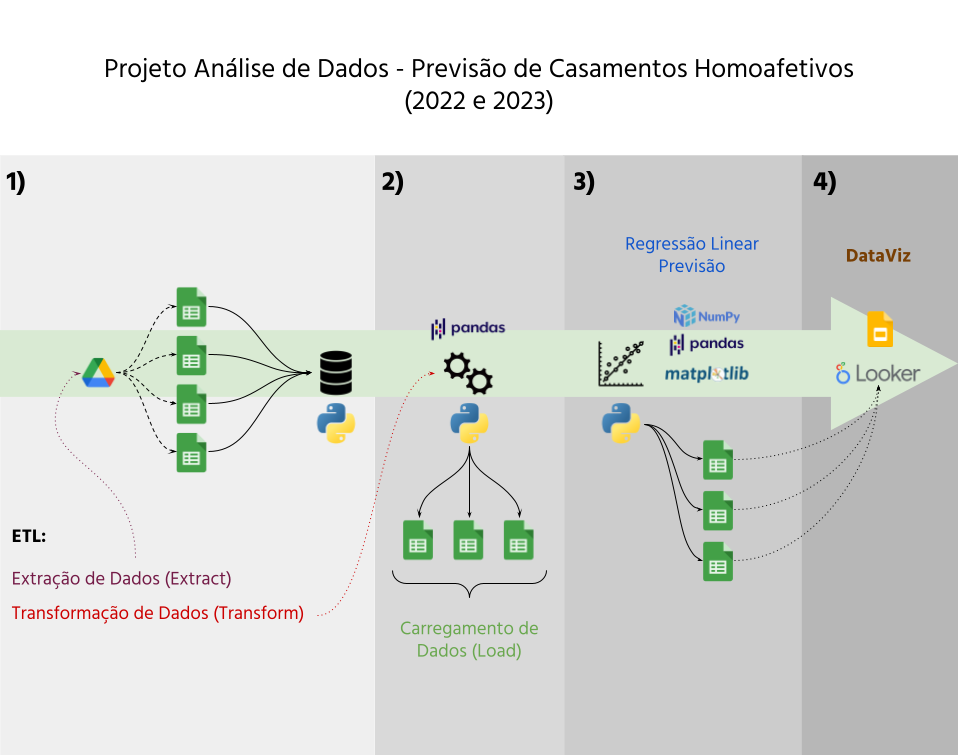 Projeto Análise de Dados - Previsão de Casamentos Homoafetivos
(2022 e 2023)
1)
2)
3)
4)
Regressão Linear
Previsão
DataViz
NumPy
pandas
pandas
matplotlib
Looker
ETL:
Extração de Dados (Extract)
Transformação de Dados (Transform)
Carregamento de
Dados (Load)